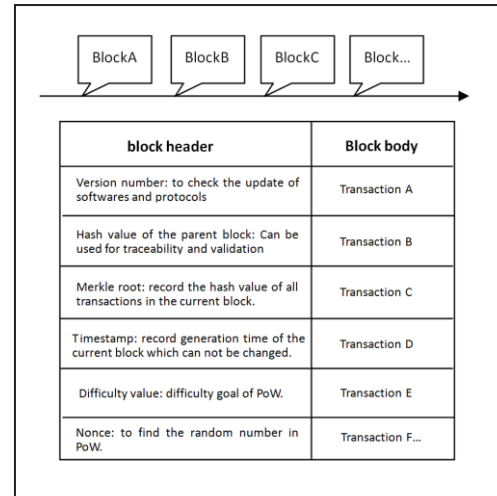 BlockA
BlockB
BlockC
Block...
block header
Block body
Version number: to check the update of
softwares and protocols
Transaction A
Hash value of the parent block: Can be
used for traceability and validation
Transaction B
Merkle root: record the hash value of all
transactions in the current block.
Transaction C
Timestamp: record generation time of the
current block which can not be changed.
Transaction D
Difficulty value: difficulty goal of PoW.
Transaction E
Nonce: to find the random number in
PoW.
Transaction F...